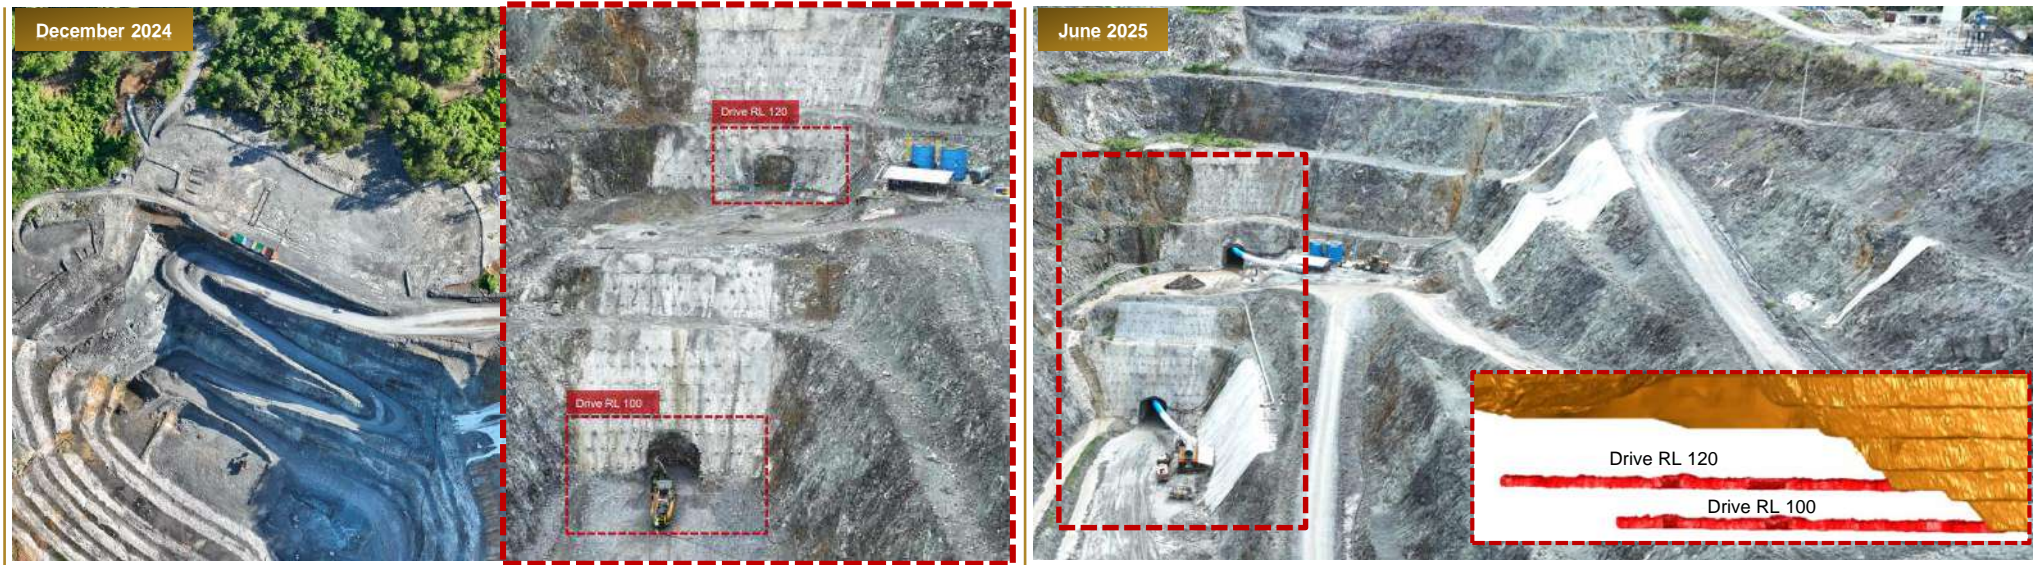 December 2024
Drive RL 120
Drive RL 100
June 2025
Drive RL 120
Drive RL 100